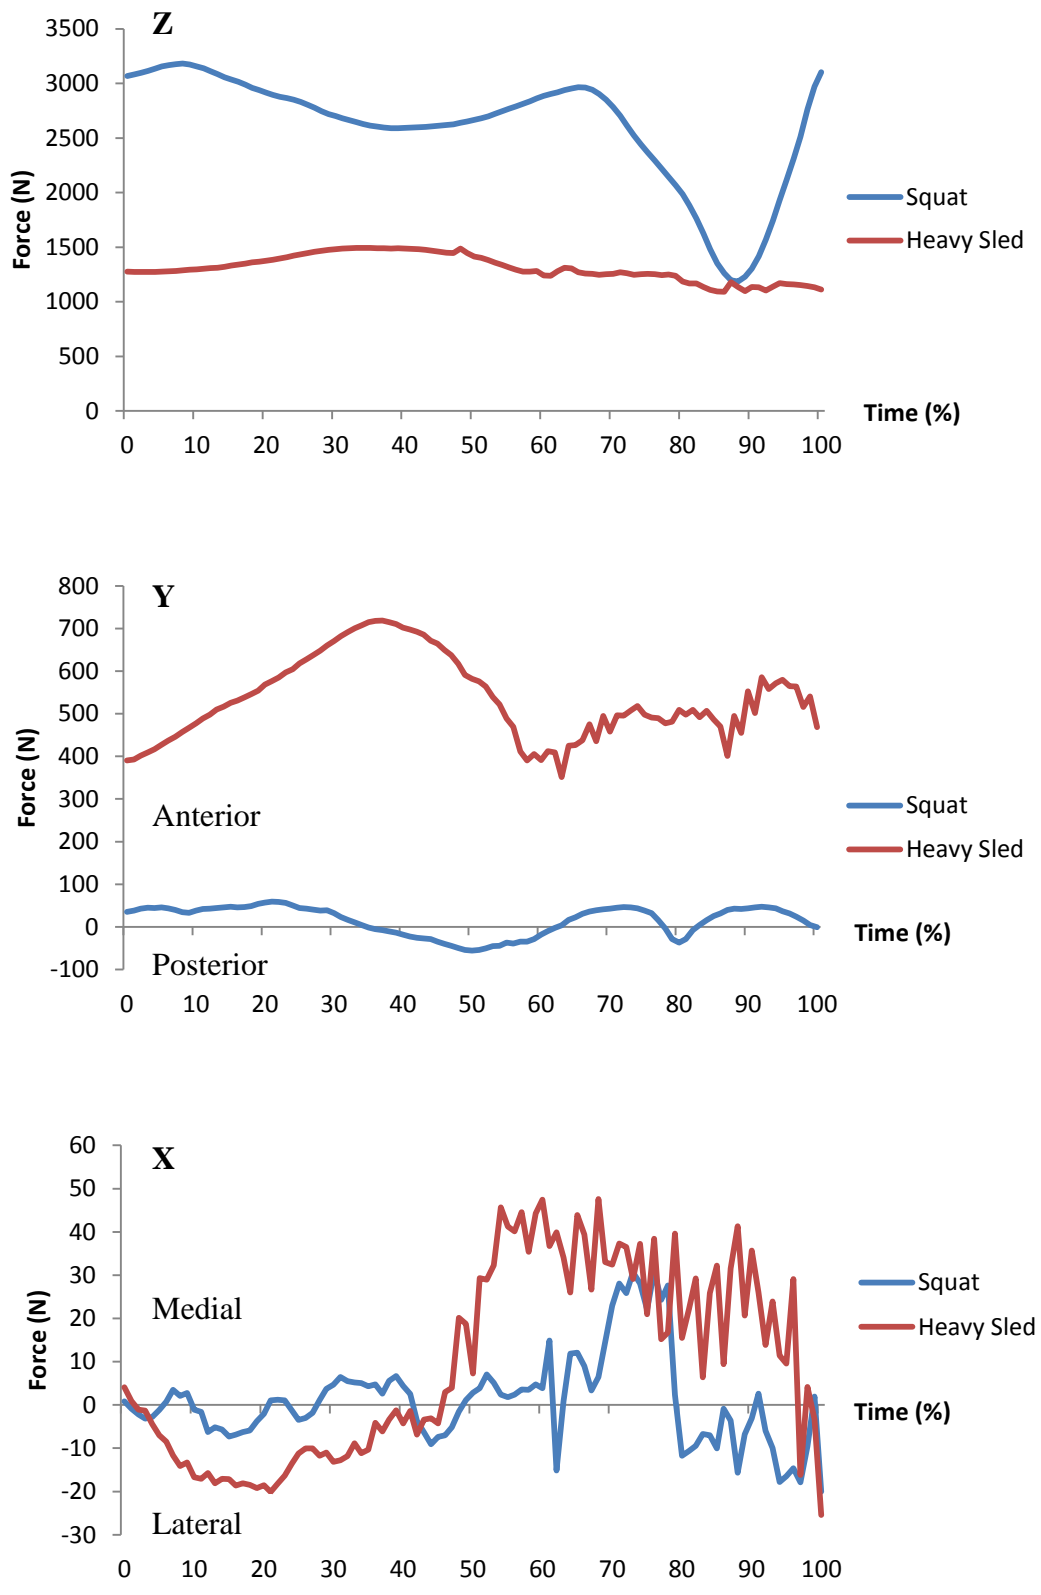 Z
3500
3000
2500
2000
1500
1000
500
0
Force (N)
0 10 20 30 40 50 60 70 80 90 100
Time (%)
Squat
Heavy Sled
Y
800
700
600
500
400
300
200
100
0
-100
Force (N)
Anterior
Posterior
0 10 20 30 40 50 60 70 80 90 100
Time (%)
Squat
Heavy Sled
X
60
50
40
30
20
10
0
-10
-20
-30
Force (N)
Medial
Lateral
0 10 20 30 40 50 60 70 80 90 100
Time (%)
Squat
Heavy Sled